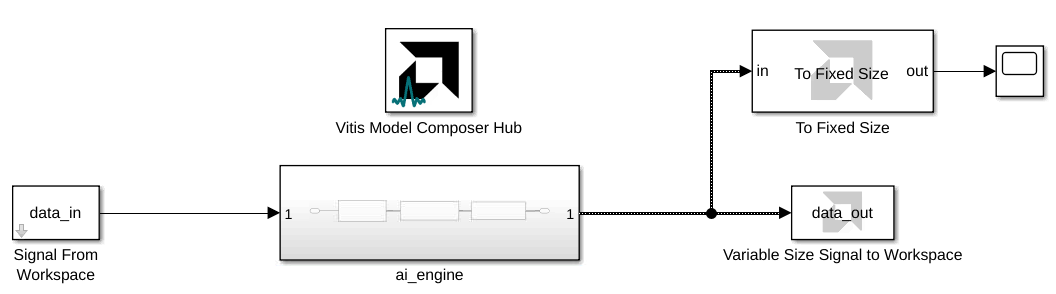 in
To Fixed Size
out
Vitis Model Composer Hub
To Fixed Size
data_in
1
1
data_out
Signal From
Workspace
ai_engine
Variable Size Signal to Workspace